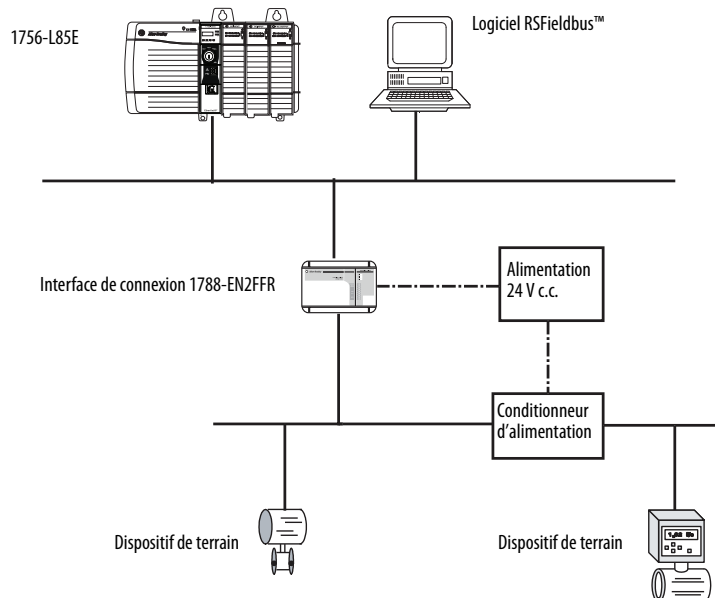 1756-L85E
Logiciel RSFieldbus™
Interface de connexion 1788-EN2FFR
Alimentation
24 V c.c.
Conditionneur
d'alimentation
Dispositif de terrain
Dispositif de terrain